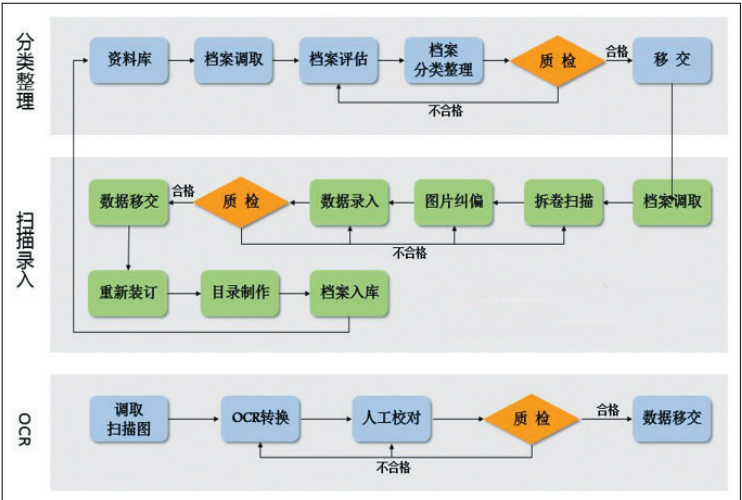 分类整理
资料库
档案调取
档案评估
档案
分类整理
质 检
合格
移 交
不合格
扫描录入
数据移交
合格
质 检
数据录入
图片纠偏
拆卷扫描
档案调取
不合格
重新装订
目录制作
档案入库
OCR
调取
扫描图
OCR转换
人工校对
质 检
合格
数据移交
不合格